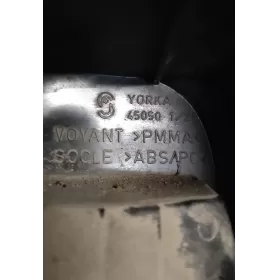 YORKA
45050
VOYANT >PMMA
SOCLE >ABS/PC